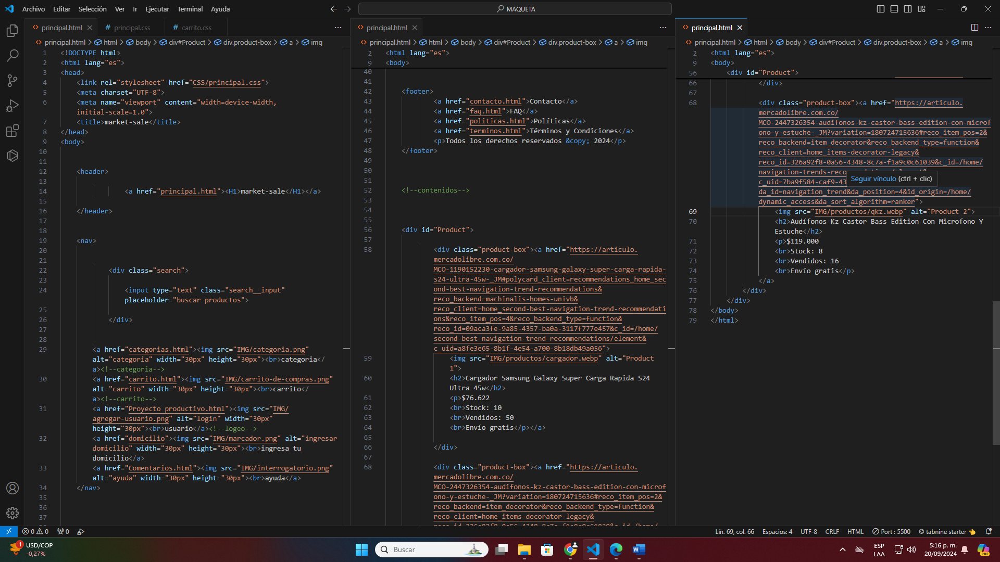 Archivo Editar Selección Ver Ir Ejecutar Terminal Ayuda
MAQUETA
principal.html
principal.css
carrito.css
principal.html > html > body > div#Product > div.product-box > a > img
1 <!DOCTYPE html>
2 <html lang="es">
3 <head>
4 <link rel="stylesheet" href="CSS/principal.css">
5 <meta charset="UTF-8">
6 <meta name="viewport" content="width=device-width,
initial-scale=1.0">
7 <title>market-sale</title>
8 </head>
9 <body>
10
11
12 <header>
13
14 <a href="principal.html"><H1>market-sale</H1></a>
15
16 </header>
17
18
19 <nav>
20
21
22 <div class="search">
23
24 <input type="text" class="search__input"
placeholder="buscar productos">
25
26 </div>
27
28
29 <a href="categorias.html"><img src="IMG/categoria.png"
alt="categoria" width="30px" height="30px"><br>categoria</
a><!--categoria-->
30 <a href="carrito.html"><img src="IMG/carrito-de-compras.png"
alt="carrito" width="30px" height="30px"><br>carrito</
a><!--carrito-->
31 <a href="Proyecto productivo.html"><img src="IMG/
agregar-usuario.png" alt="login" width="30px"
height="30px"><br>usuario</a><!--logeo-->
32 <a href="domicilio"><img src="IMG/marcador.png" alt="ingresar
domicilio" width="30px" height="30px"><br>ingresa tu
domicilio</a>
33 <a href="Comentarios.html"><img src="IMG/interrogatorio.png"
alt="ayuda" width="30px" height="30px"><br>ayuda</a>
34 </nav>
35
36
37
principal.html
principal.html > html > body > div#Product > div.product-box > a > img
2 <html lang="es">
9 <body>
40
41
42 <footer>
43 <a href="contacto.html">Contacto</a>
44 <a href="faq.html">FAQ</a>
45 <a href="politicas.html">Políticas</a>
46 <a href="terminos.html">Términos y Condiciones</a>
47 <p>Todos los derechos reservados &copy; 2024</p>
48 </footer>
49
50
51
52 <!--contenidos-->
53
54
55
56 <div id="Product">
57
58 <div class="product-box"><a href="https://articulo.
mercadolibre.com.co/
MCO-1190152230-cargador-samsung-galaxy-super-carga-rapida-
s24-ultra-45w-_JM#polycard_client=recommendations_home_sec
ond-best-navigation-trend-recommendations&
reco_backend=machinalis-homes-univb&
reco_client=home_second-best-navigation-trend-recommendati
ons&reco_item_pos=4&reco_backend_type=function&
reco_id=09aca3fe-9a85-4357-ba0a-3117f777e457&c_id=/home/
second-best-navigation-trend-recommendations/element&
c_uid=a8fe3e65-8b1f-4e54-a700-8b18db49a056">
59 <img src="IMG/productos/cargador.webp" alt="Product
1">
60 <h2>Cargador Samsung Galaxy Super Carga Rapida S24
Ultra 45w</h2>
61 <p>$76.622
62 <br>Stock: 10
63 <br>Vendidos: 50
64 <br>Envío gratis</p></a>
65
66 </div>
67
68 <div class="product-box"><a href="https://articulo.
mercadolibre.com.co/
MCO-2447326354-audifonos-kz-castor-bass-edition-con-microf
ono-y-estuche-_JM?variation=180724715636#reco_item_pos=2&
reco_backend=item_decorator&reco_backend_type=function&
reco_client=home_items-decorator-legacy&
principal.html
principal.html > html > body > div#Product > div.product-box > a > img
2 <html lang="es">
9 <body>
56 <div id="Product">
66 </div>
67
68 <div class="product-box"><a href="https://articulo.
mercadolibre.com.co/
MCO-2447326354-audifonos-kz-castor-bass-edition-con-microf
ono-y-estuche-_JM?variation=180724715636#reco_item_pos=2&
reco_backend=item_decorator&reco_backend_type=function&
reco_client=home_items-decorator-legacy&
reco_id=326a92f8-0a56-4348-8c7a-f1a9c0c61039&c_id=/home/
navigation-trends-reco
c_uid=7ba9f584-caf9-43
Seguir vínculo (ctrl + clic)
da_id=navigation_trend&da_position=4&id_origin=/home/
dynamic_access&da_sort_algorithm=ranker">
69 <img src="IMG/productos/qkz.webp" alt="Product 2">
70 <h2>Audífonos Kz Castor Bass Edition Con Microfono Y
Estuche</h2>
71 <p>$119.000
72 <br>Stock: 8
73 <br>Vendidos: 16
74 <br>Envío gratis</p>
75 </a>
76 </div>
77 </div>
78 </body>
79 </html>
0 0 0
Lín. 69, col. 66 Espacios: 4 UTF-8 CRLF HTML Port : 5500 tabnine starter
1
USD/COP
-0,27%
Buscar
ESP
LAA
5:16 p. m.
20/09/2024
PRE